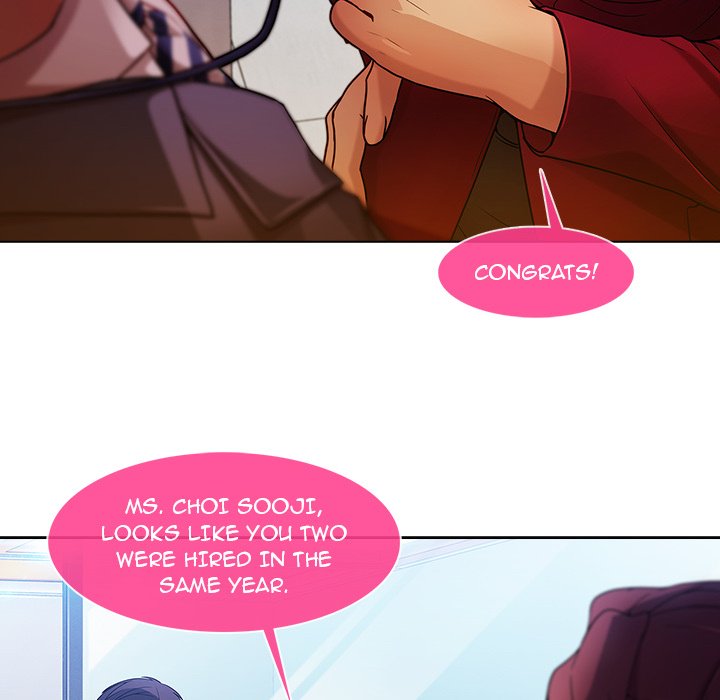 CONGRATS!
MS. CHOI SOOJI,
LOOKS LIKE YOU TWO
WERE HIRED IN THE
SAME YEAR.